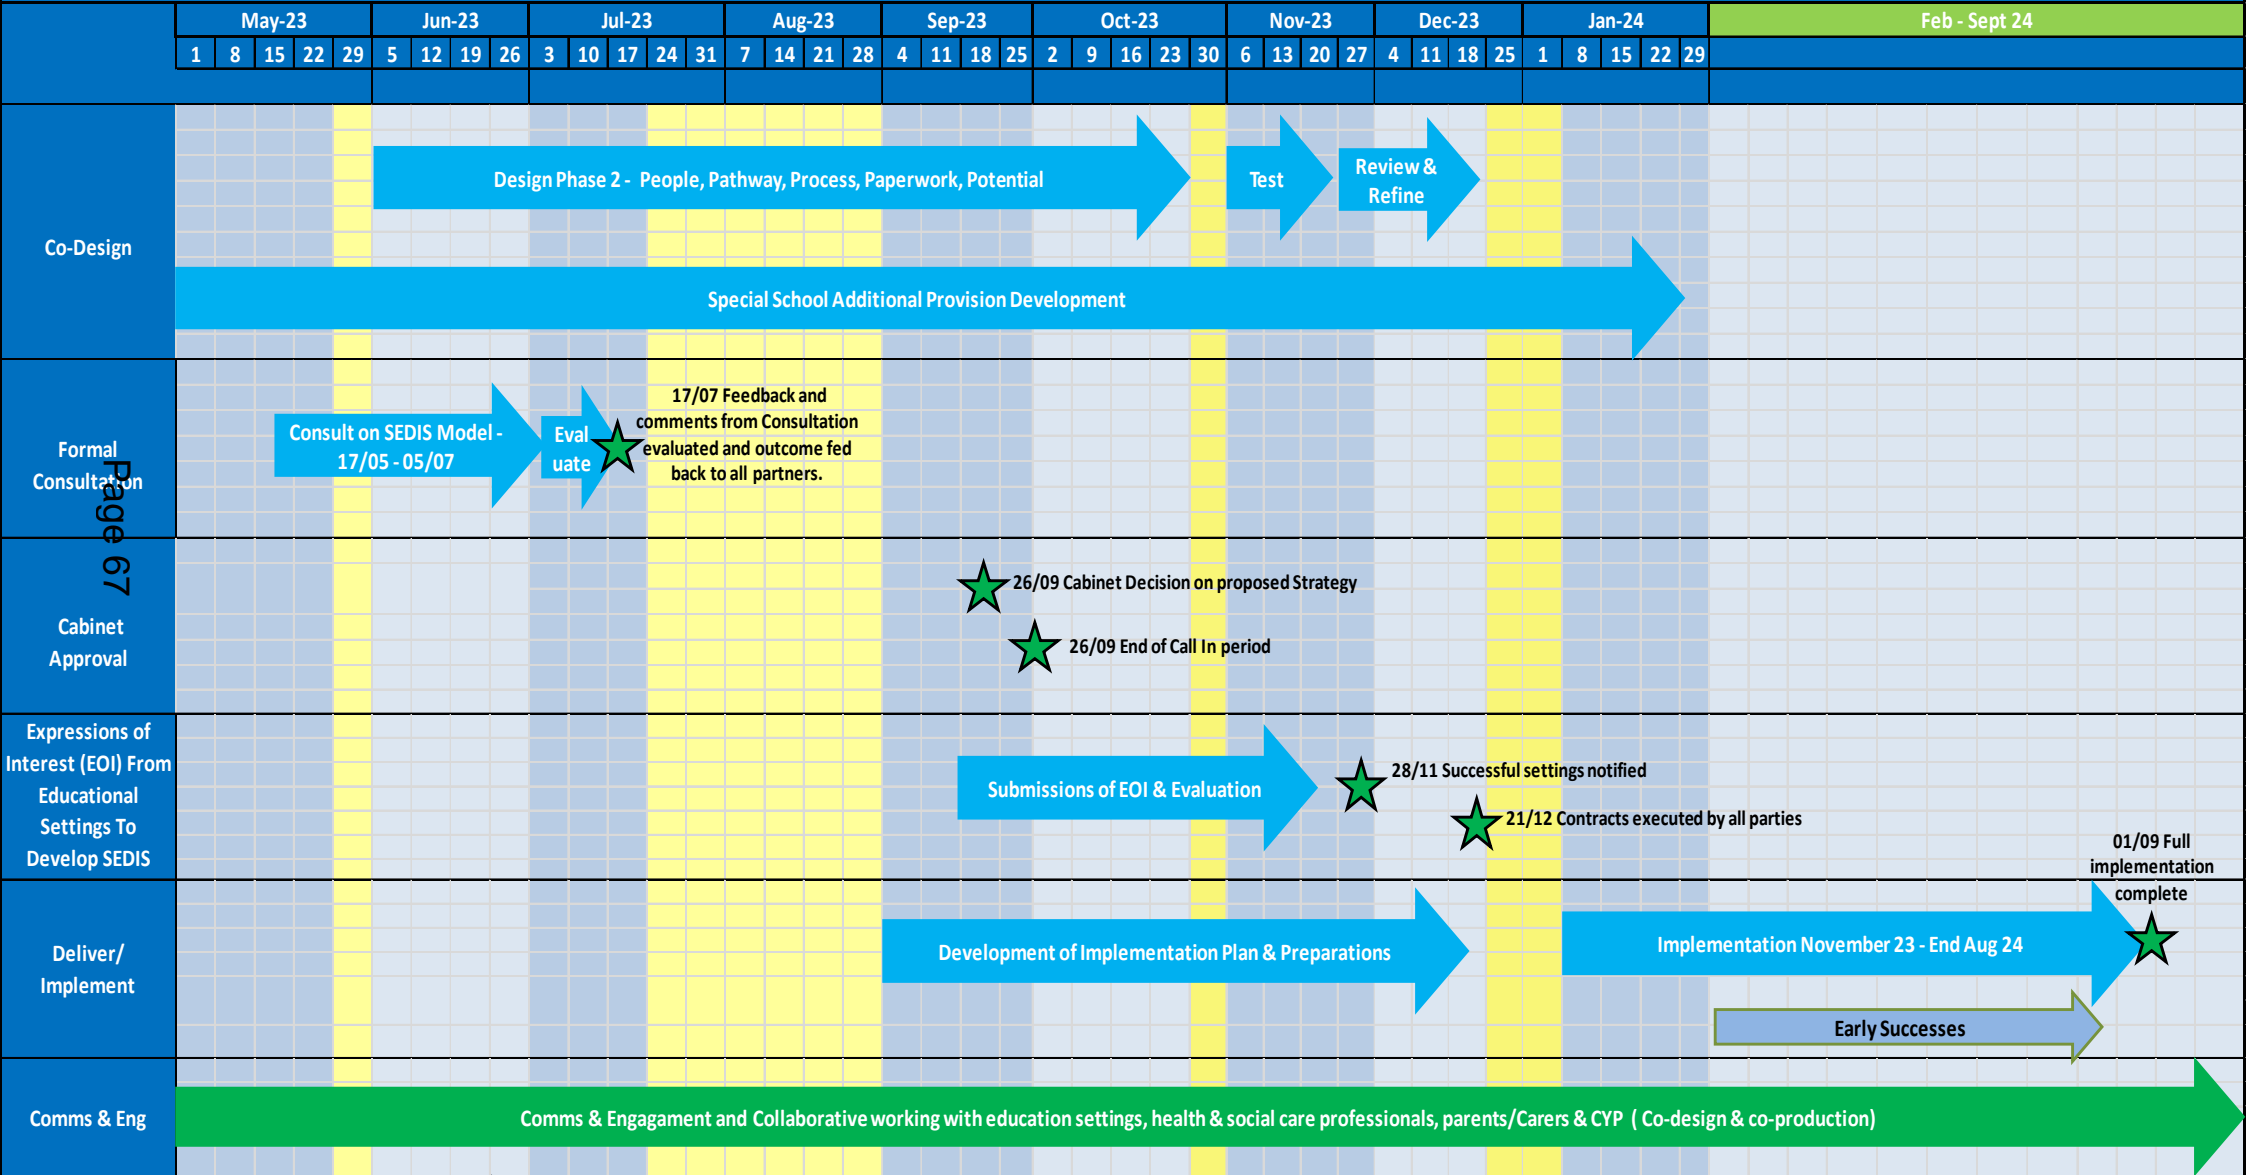 May-23 Jun-23 Jul-23 Aug-23 Sep-23 Oct-23 Nov-23 Dec-23 Jan-24 Feb - Sept 24
1 8 15 22 29 5 12 19 26 3 10 17 24 31 7 14 21 28 4 11 18 25 2 9 16 23 30 6 13 20 27 4 11 18 25 1 8 15 22 29
Co-Design
Design Phase 2 - People, Pathway, Process, Paperwork, Potential
Test
Review &
Refine
Special School Additional Provision Development
Formal
Consultation
Consult on SEDIS Model -
17/05 - 05/07
Eval
uate
17/07 Feedback and
comments from Consultation
evaluated and outcome fed
back to all partners.
Page 67
Cabinet
Approval
26/09 Cabinet Decision on proposed Strategy
26/09 End of Call In period
Expressions of
Interest (EOI) From
Educational
Settings To
Develop SEDIS
Submissions of EOI & Evaluation
28/11 Successful settings notified
21/12 Contracts executed by all parties
01/09 Full
implementation
complete
Deliver/
Implement
Development of Implementation Plan & Preparations
Implementation November 23 - End Aug 24
Early Successes
Comms & Eng
Comms & Engagament and Collaborative working with education settings, health & social care professionals, parents/Carers & CYP ( Co-design & co-production)